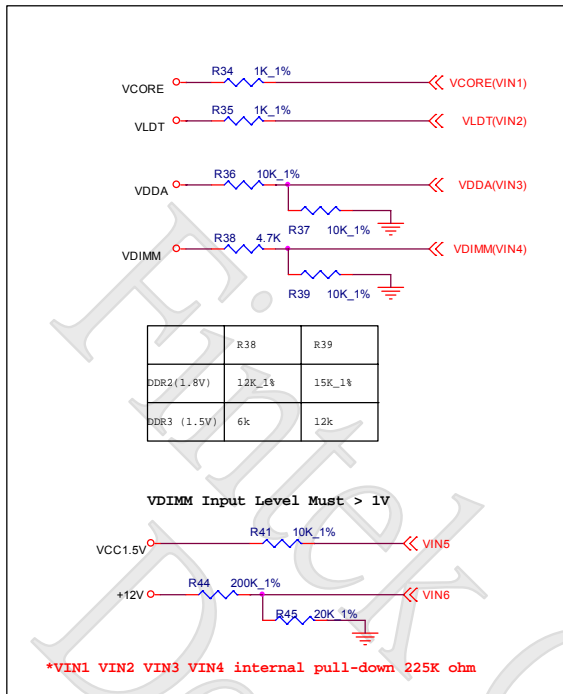 R34 1K_1%
VCORE VCORE(VIN1)
R35 1K_1%
VLDT VLDT(VIN2)
R36 10K_1%
VDDA VDDA(VIN3)
R37 10K_1%
R38 4.7K
VDIMM VDIMM(VIN4)
R39 10K_1%
R38 R39
DDR2(1.8V) 12K_1% 15K_1%
DDR3 (1.5V) 6k 12k
VDIMM Input Level Must > 1V
R41 10K_1%
VCC1.5V VIN5
R44 200K_1%
+12V VIN6
R45 20K_1%
*VIN1 VIN2 VIN3 VIN4 internal pull-down 225K ohm
Fintek